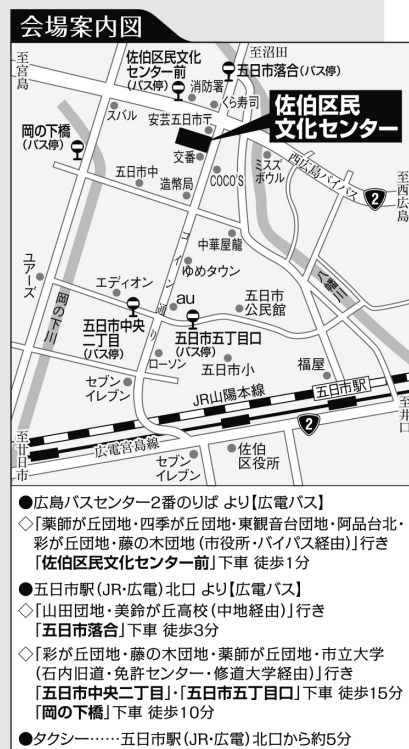 会場案内図
至宮島
至沼田
佐伯区民文化
センター前
(バス停)
五日市落合(バス停)
消防署
くら寿司
スバル
安芸五日市〒
佐伯区民
文化センター
岡の下橋
(バス停)
交番
五日市中
造幣局
COCO'S
ミスズ
ボウル
西広島バイパス
2
至西広島
コイン通り
中華屋龍
ゆめタウン
八幡川
ユアーズ
岡の下川
エディオン
au
五日市
公民館
五日市中央
二丁目
(バス停)
五日市五丁目口
(バス停)
ローソン
五日市小
福屋
セブン
イレブン
JR山陽本線
五日市駅
至井口
至廿日市
広電宮島線
2
セブン
イレブン
佐伯
区役所
●広島バスセンター2番のりば より【広電バス】
◇「薬師が丘団地・四季が丘団地・東観音台団地・阿品台北・
彩が丘団地・藤の木団地(市役所・バイパス経由)」行き
「佐伯区民文化センター前」下車 徒歩1分
●五日市駅(JR・広電)北口 より【広電バス】
◇「山田団地・美鈴が丘高校(中地経由)」行き
「五日市落合」下車 徒歩3分
◇「彩が丘団地・藤の木団地・薬師が丘団地・市立大学
(石内旧道・免許センター・修道大学経由)」行き
「五日市中央二丁目」・「五日市五丁目口」下車 徒歩15分
「岡の下橋」下車 徒歩10分
●タクシー……五日市駅(JR・広電)北口から約5分